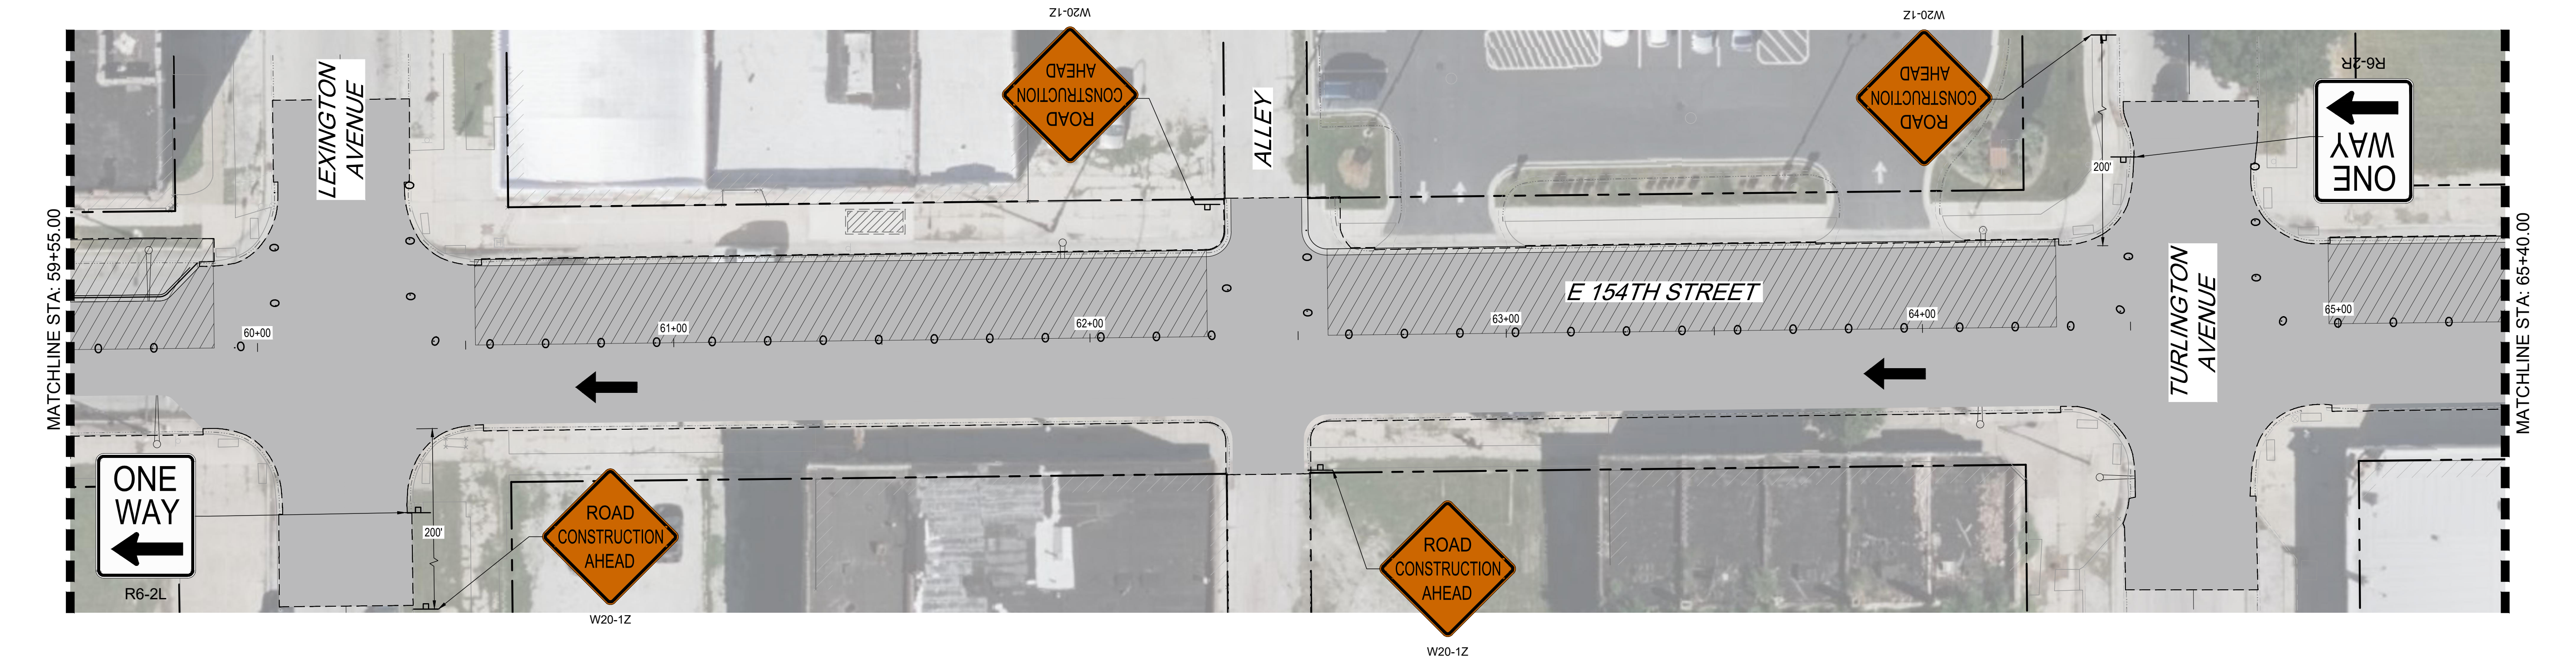 W20-1Z
W20-1Z
ROAD
CONSTRUCTION
AHEAD
ROAD
CONSTRUCTION
AHEAD
R6-2R
ONE
WAY
LEXINGTON
AVENUE
ALLEY
200'
MATCHLINE STA: 59+55.00
E 154TH STREET
TURLINGTON
AVENUE
MATCHLINE STA: 65+40.00
60+00
61+00
62+00
63+00
64+00
65+00
ONE
WAY
R6-2L
200'
ROAD
CONSTRUCTION
AHEAD
W20-1Z
ROAD
CONSTRUCTION
AHEAD
W20-1Z